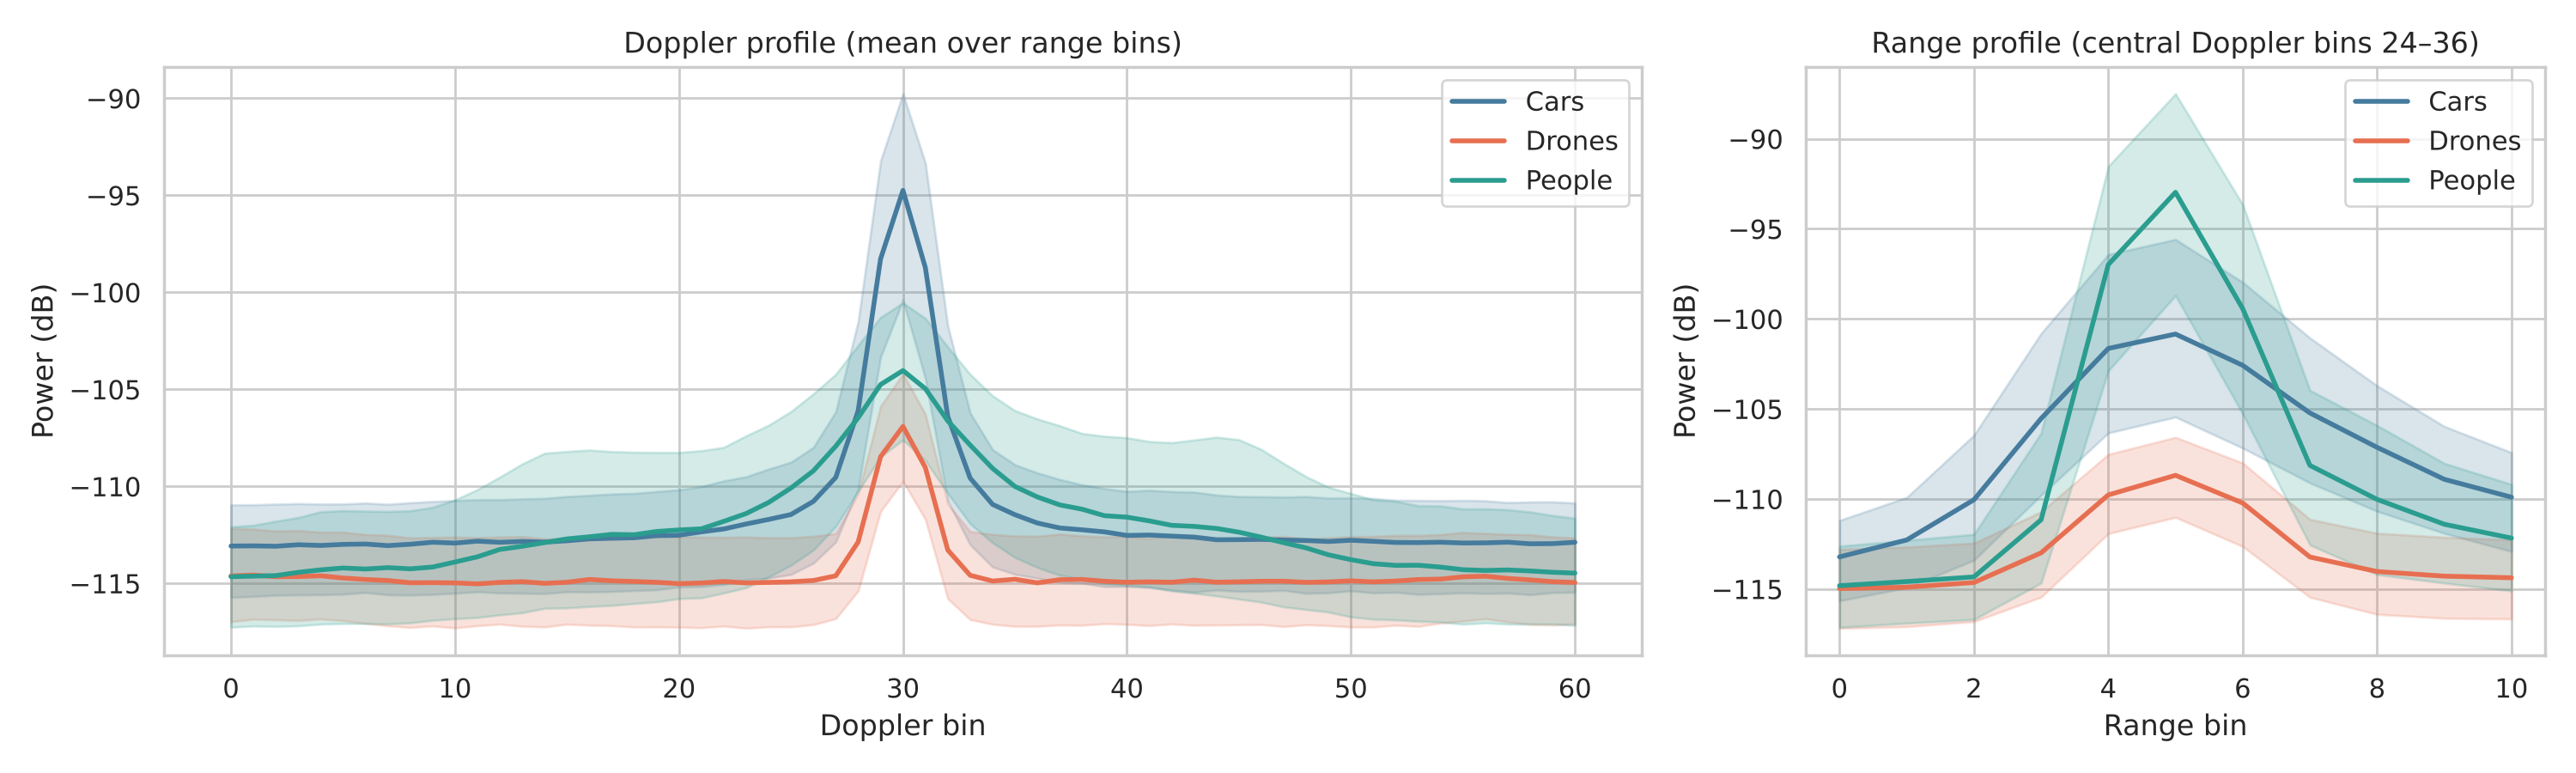 Doppler profile (mean over range bins)
−90
−95
−100
−105
−110
−115
Power (dB)
0 10 20 30 40 50 60
Doppler bin
Cars
Drones
People
Range profile (central Doppler bins 24–36)
−90
−95
−100
−105
−110
−115
Power (dB)
0 2 4 6 8 10
Range bin
Cars
Drones
People